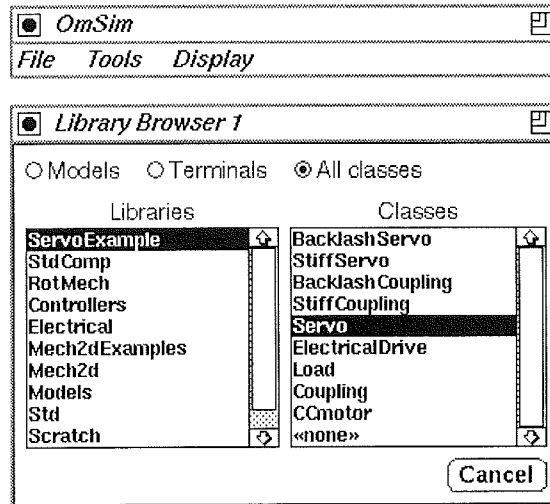 OmSim
File Tools Display
Library Browser 1
Models Terminals All classes
Libraries Classes
ServoExample BacklashServo
StdComp StiffServo
RotMech BacklashCoupling
Controllers StiffCoupling
Electrical Servo
Mech2dExamples ElectricalDrive
Mech2d Load
Models Coupling
Std CCmotor
Scratch «none»
Cancel